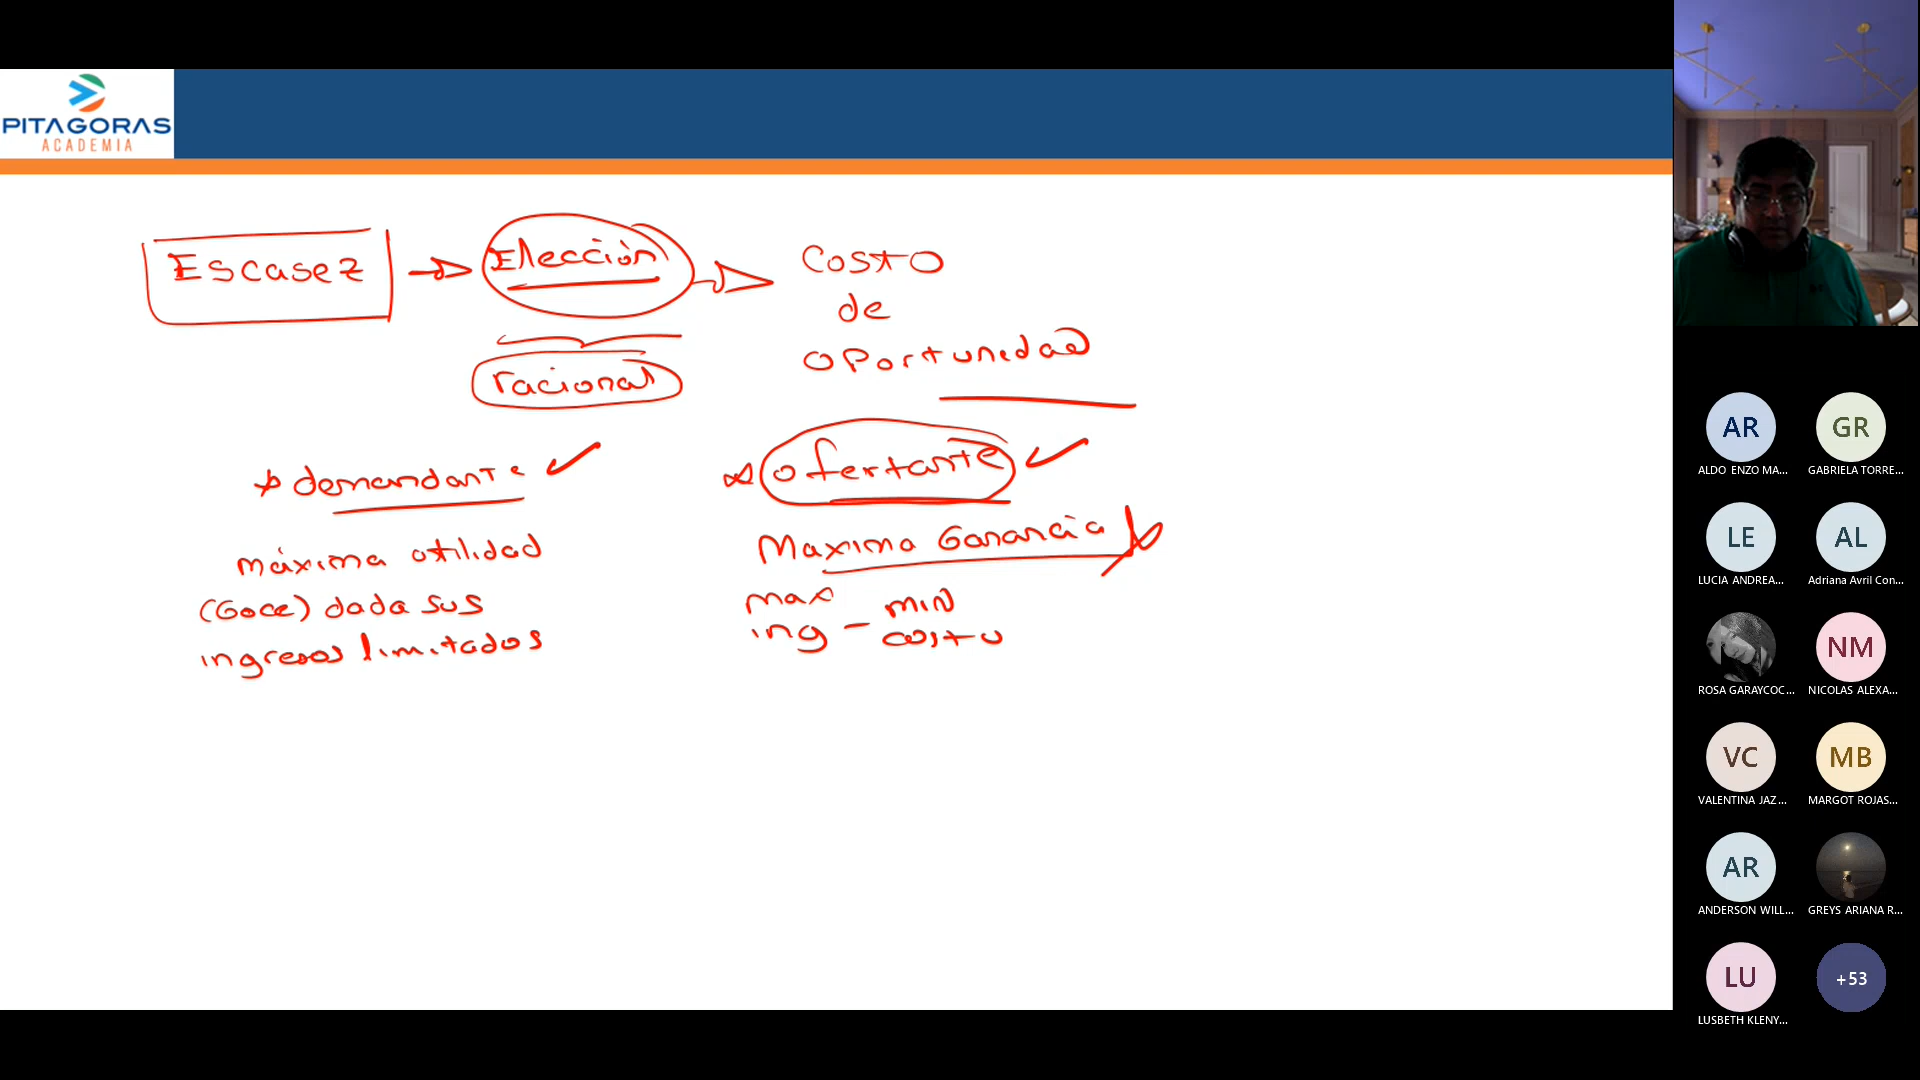 PITAGORAS
ACADEMIA
Escasez
Elección
Costo
de
oportunidad
racional
demandante
ofertante
máxima utilidad
(Goce) dada sus
ingresos limitados
Maxima Ganancia
max
ing - min
costo
AR
GR
ALDO ENZO MA...
GABRIELA TORRE...
LE
AL
LUCIA ANDREA...
Adriana Avril Con...
NM
ROSA GARAYCOC...
NICOLAS ALEXA...
VC
MB
VALENTINA JAZ...
MARGOT ROJAS...
AR
ANDERSON WILL...
GREYS ARIANA R...
LU
+53
LUSBETH KLENY...